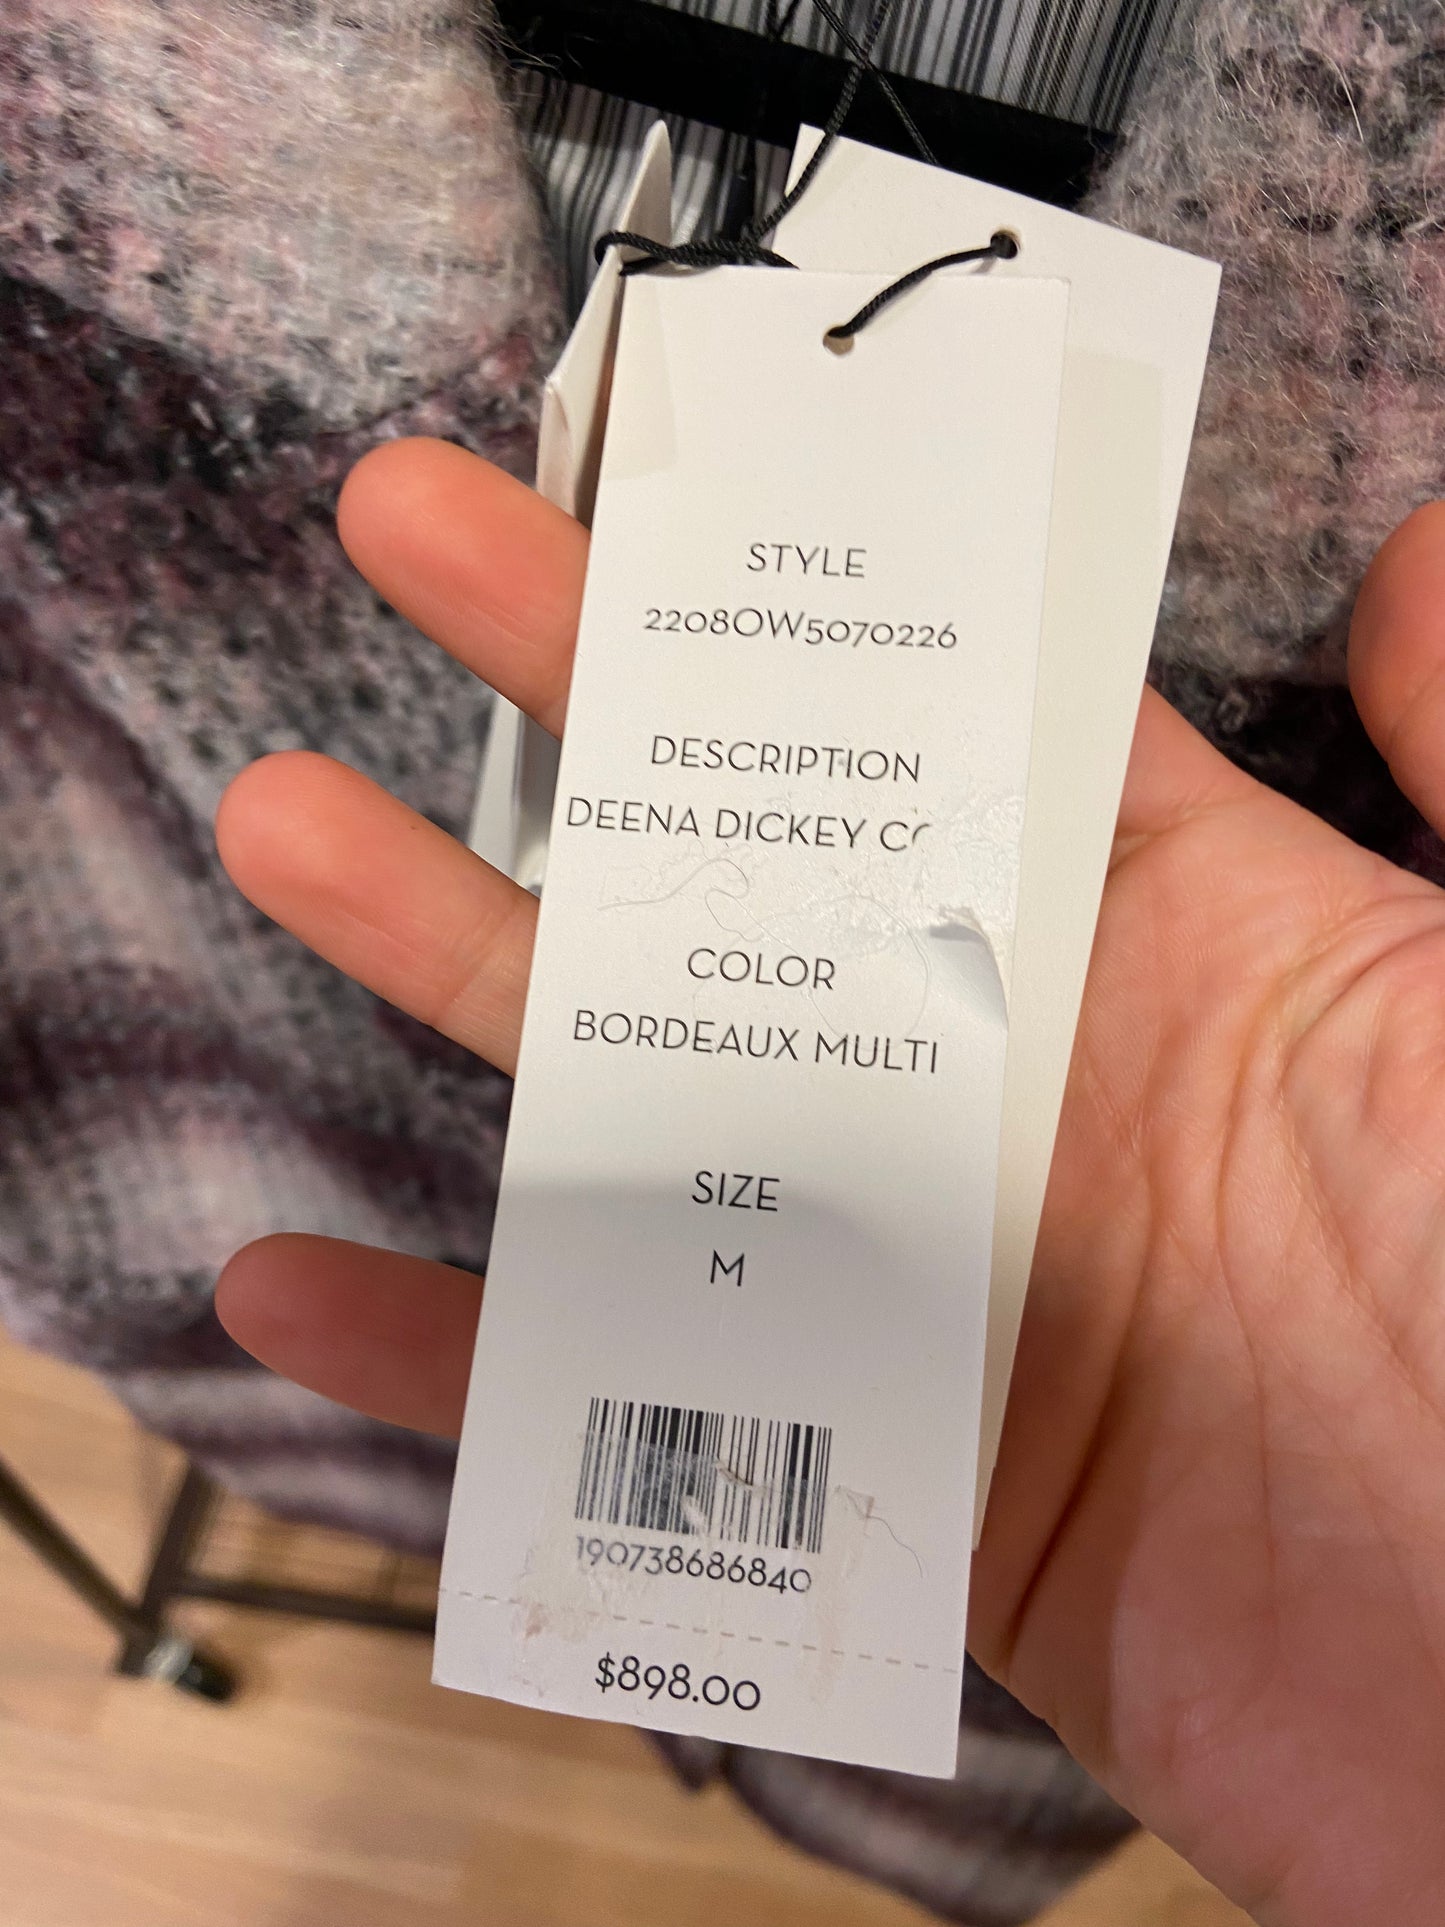 STYLE
2208OW5070226
DESCRIPTION
DEENA DICKEY
COLOR
BORDEAUX MULTI
SIZE
M
190738686840
$898.00